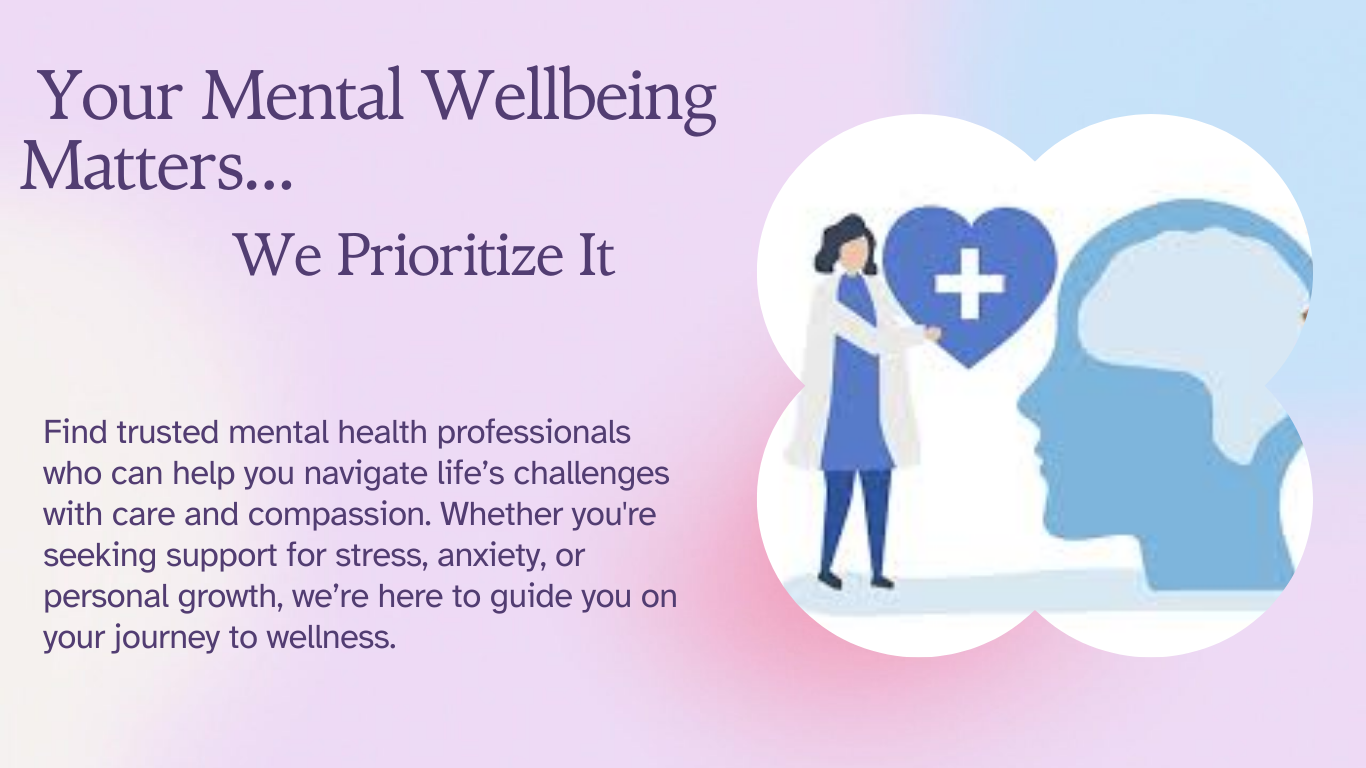 Your Mental Wellbeing
Matters...
We Prioritize It
Find trusted mental health professionals
who can help you navigate life’s challenges
with care and compassion. Whether you're
seeking support for stress, anxiety, or
personal growth, we’re here to guide you on
your journey to wellness.